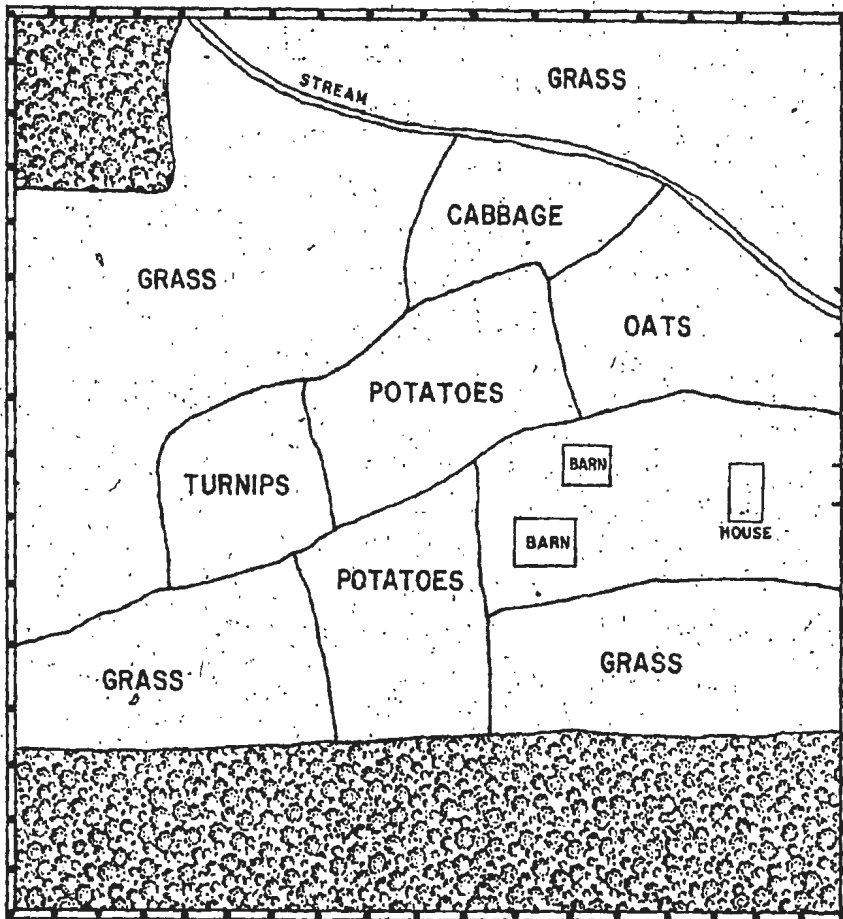 STREAM
GRASS
CABBAGE
GRASS
OATS
POTATOES
BARN
TURNIPS
HOUSE
BARN
POTATOES
GRASS
GRASS